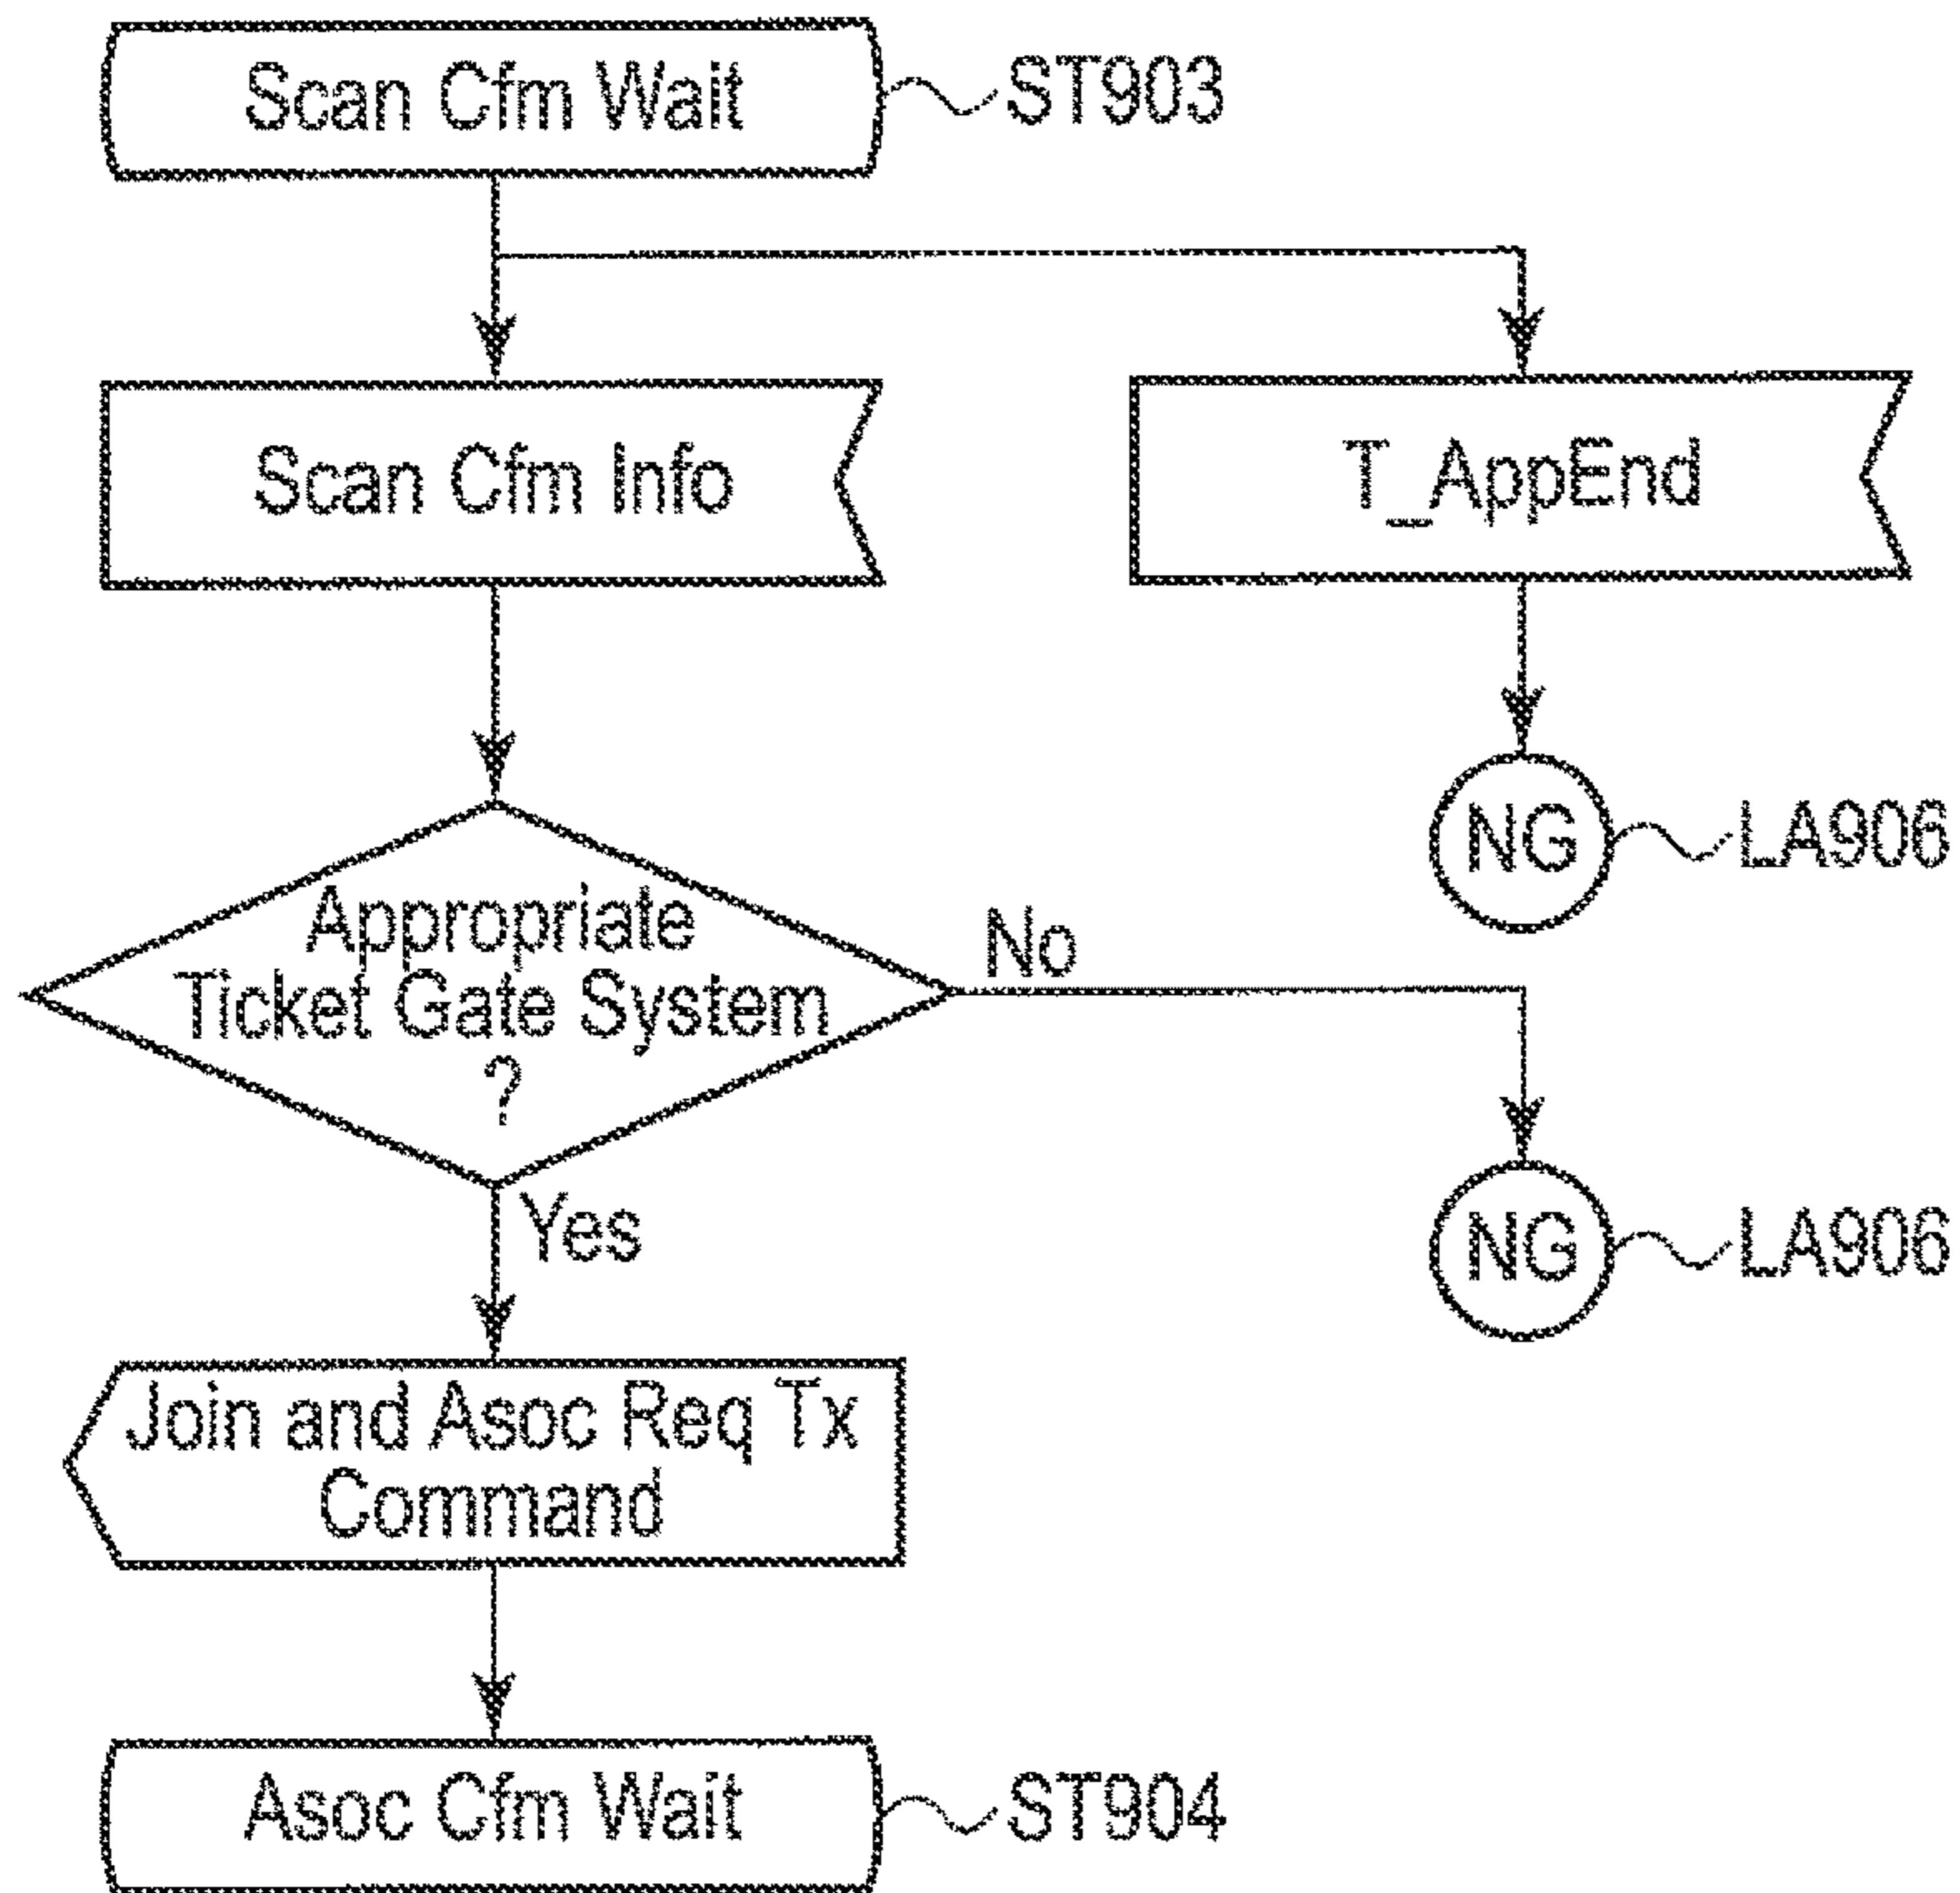 Scan Cfm Wait
ST903
Scan Cfm Info
T_AppEnd
NG
LA906
Appropriate
Ticket Gate System
?
No
Yes
NG
LA906
Join and Asoc Req Tx
Command
Asoc Cfm Wait
ST904